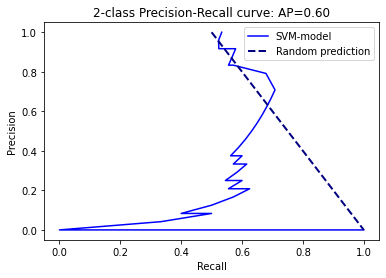 2-class Precision-Recall curve: AP=0.60
SVM-model
Random prediction
Precision
1.0
0.8
0.6
0.4
0.2
0.0
0.0 0.2 0.4 0.6 0.8 1.0
Recall